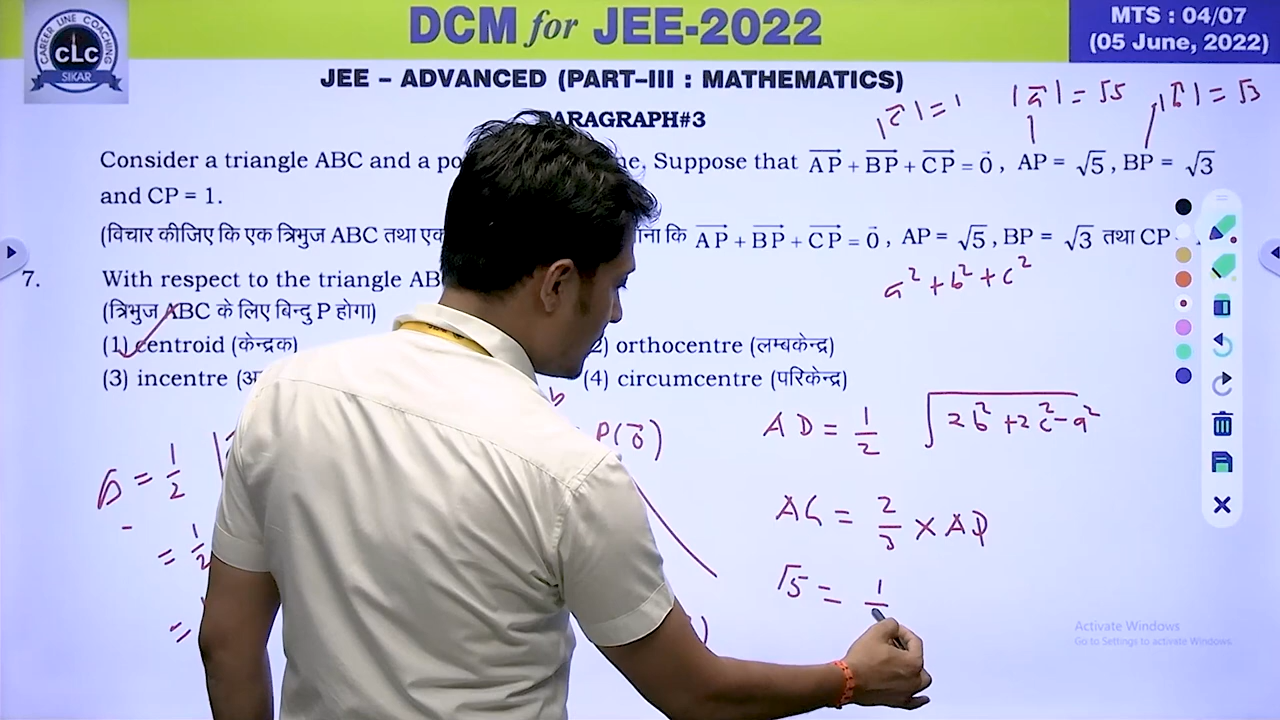 CAREER LINE COACHING
CLC
SIKAR
DCM for JEE-2022
MTS : 04/07
(05 June, 2022)
JEE – ADVANCED (PART–III : MATHEMATICS)
PARAGRAPH#3
|c̄| = 1 |ā| = √5 |b̄| = √3
Consider a triangle ABC and a po ne. Suppose that AP + BP + CP = 0, AP = √5, BP = √3
and CP = 1.
(विचार कीजिए कि एक त्रिभुज ABC तथा एक ाना कि AP + BP + CP = 0, AP = √5, BP = √3 तथा CP
a² + b² + c²
7. With respect to the triangle AB
(त्रिभुज ABC के लिए बिन्दु P होगा)
(1) centroid (केन्द्रक) 2) orthocentre (लम्बकेन्द्र)
(3) incentre (अ (4) circumcentre (परिकेन्द्र)
b
P(ō) AD = 1/2 √2b² + 2c² - a²
Δ = 1/2
AG = 2/3 × AD
= 1/2
√5 = 1
=
Activate Windows
Go to Settings to activate Windows.